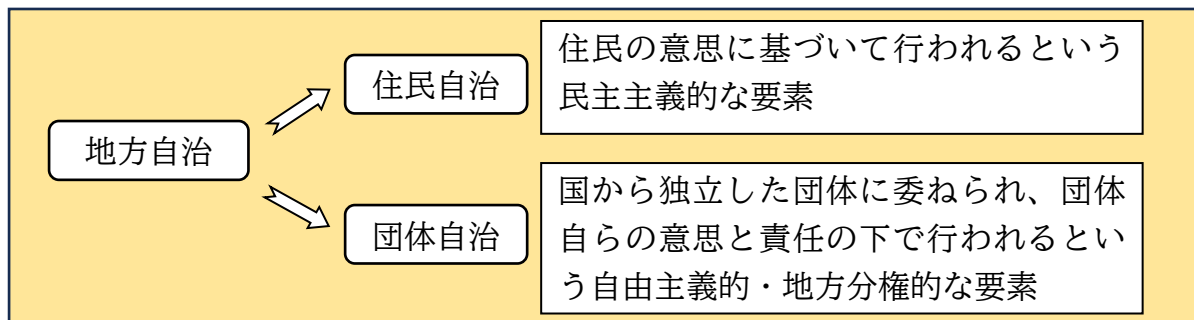 地方自治
住民自治
住民の意思に基づいて行われるという
民主主義的な要素
団体自治
国から独立した団体に委ねられ、団体
自らの意思と責任の下で行われるとい
う自由主義的・地方分権的な要素